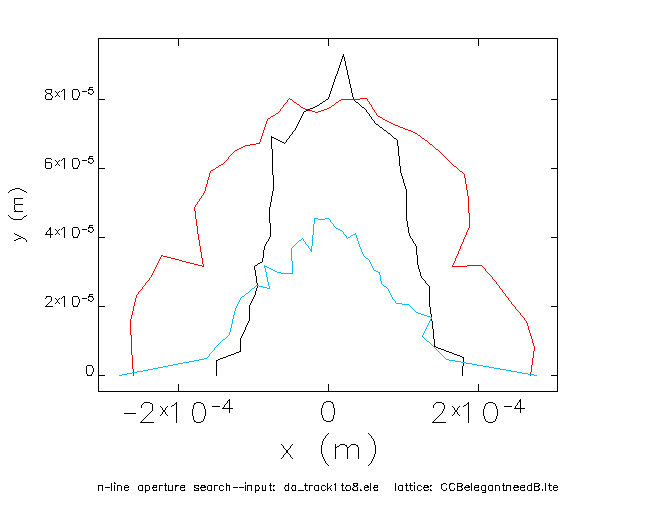 8×10⁻⁵
6×10⁻⁵
y (m)
4×10⁻⁵
2×10⁻⁵
0
−2×10⁻⁴ 0 2×10⁻⁴
x (m)
n-line aperture search--input: da_track1to8.ele lattice: CCBelegantneedB.lte